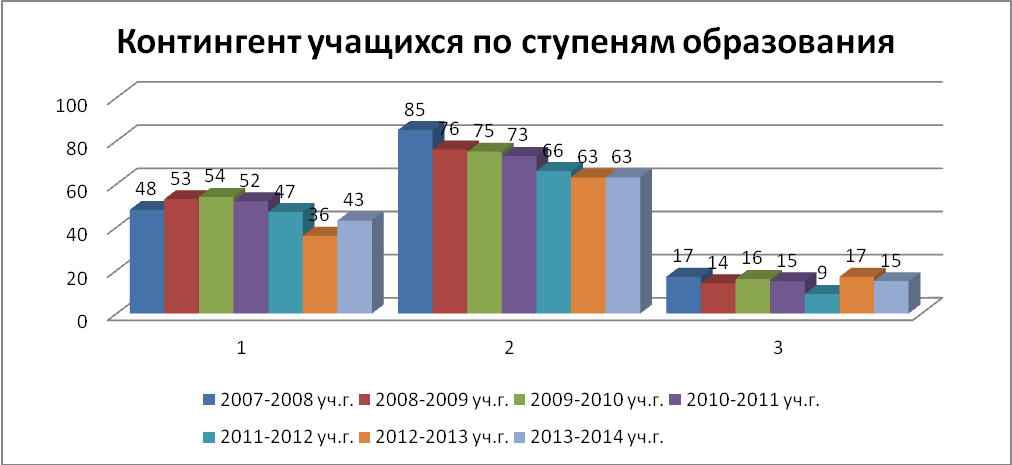 Контингент учащихся по ступеням образования
100
80
60
40
20
0
48 53 54 52 47 36 43
85 76 75 73 66 63 63
17 14 16 15 9 17 15
1 2 3
2007-2008 уч.г. 2008-2009 уч.г. 2009-2010 уч.г. 2010-2011 уч.г.
2011-2012 уч.г. 2012-2013 уч.г. 2013-2014 уч.г.